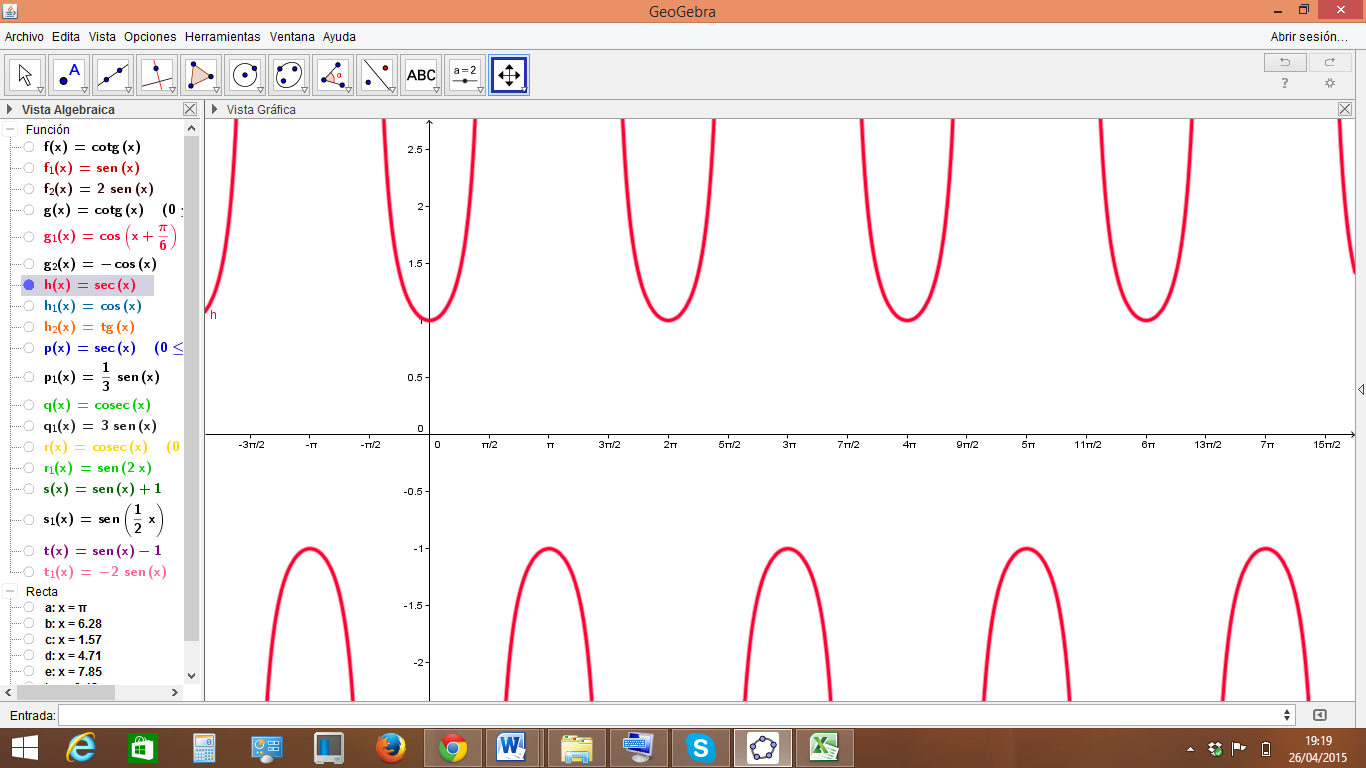 GeoGebra
Archivo Edita Vista Opciones Herramientas Ventana Ayuda Abrir sesión...
A α ABC a=2 ?
Vista Algebraica
Vista Gráfica
Función
f(x) = cotg (x)
f₁(x) = sen (x)
f₂(x) = 2 sen (x)
g(x) = cotg (x) (0 ≤
g₁(x) = cos (x + π/6)
g₂(x) = − cos (x)
h(x) = sec (x)
h₁(x) = cos (x)
h₂(x) = tg (x)
p(x) = sec (x) (0 ≤
p₁(x) = 1/3 sen (x)
q(x) = cosec (x)
q₁(x) = 3 sen (x)
r(x) = cosec (x) (0
r₁(x) = sen (2 x)
s(x) = sen (x) + 1
s₁(x) = sen (1/2 x)
t(x) = sen (x) − 1
t₁(x) = −2 sen (x)
Recta
a: x = π
b: x = 6.28
c: x = 1.57
d: x = 4.71
e: x = 7.85
2.5
2
1.5
1
h
0.5
0
-3π/2 -π -π/2 0 π/2 π 3π/2 2π 5π/2 3π 7π/2 4π 9π/2 5π 11π/2 6π 13π/2 7π 15π/2
-0.5
-1
-1.5
-2
Entrada:
19:19
26/04/2015